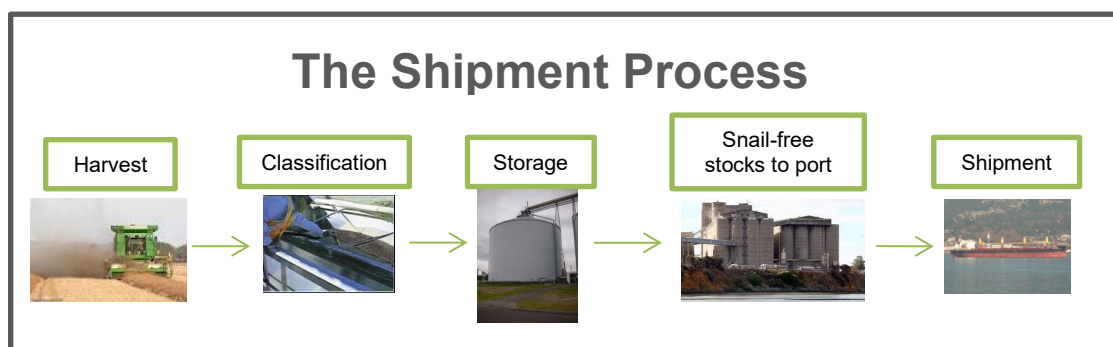 The Shipment Process
Harvest
Classification
Storage
Snail-free
stocks to port
Shipment